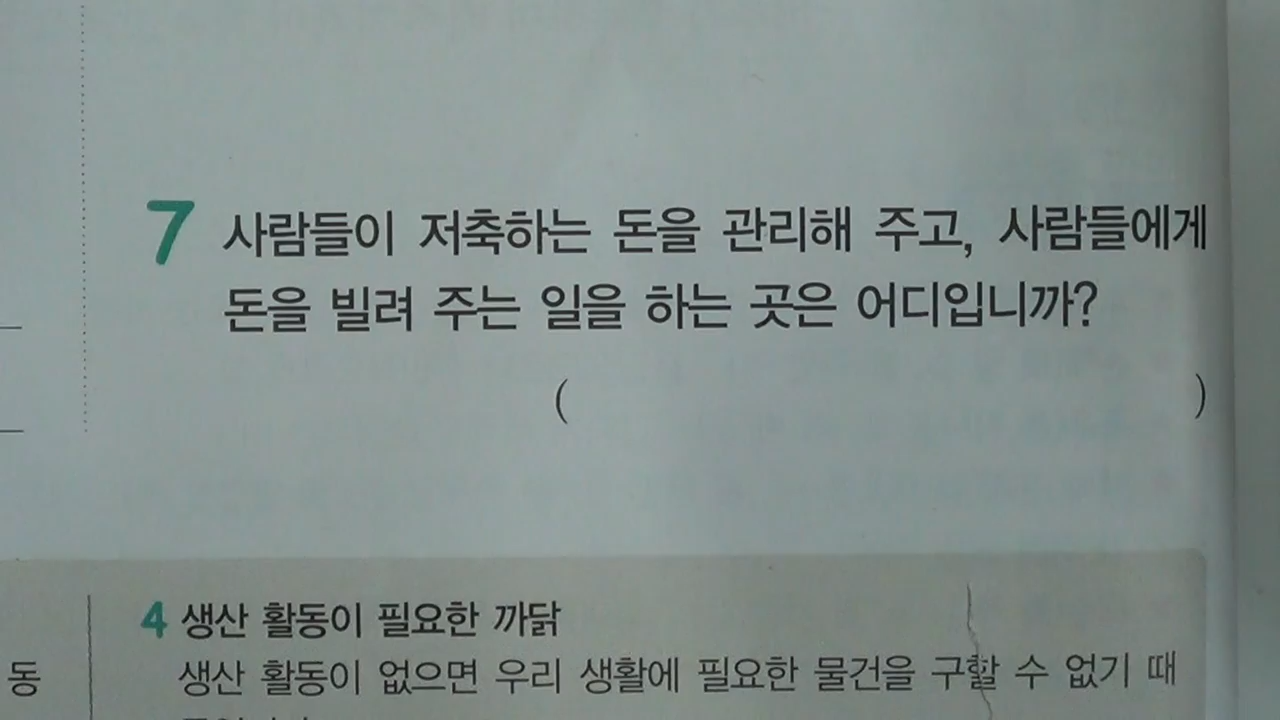 7 사람들이 저축하는 돈을 관리해 주고, 사람들에게
돈을 빌려 주는 일을 하는 곳은 어디입니까?
( )
4 생산 활동이 필요한 까닭
생산 활동이 없으면 우리 생활에 필요한 물건을 구할 수 없기 때
동